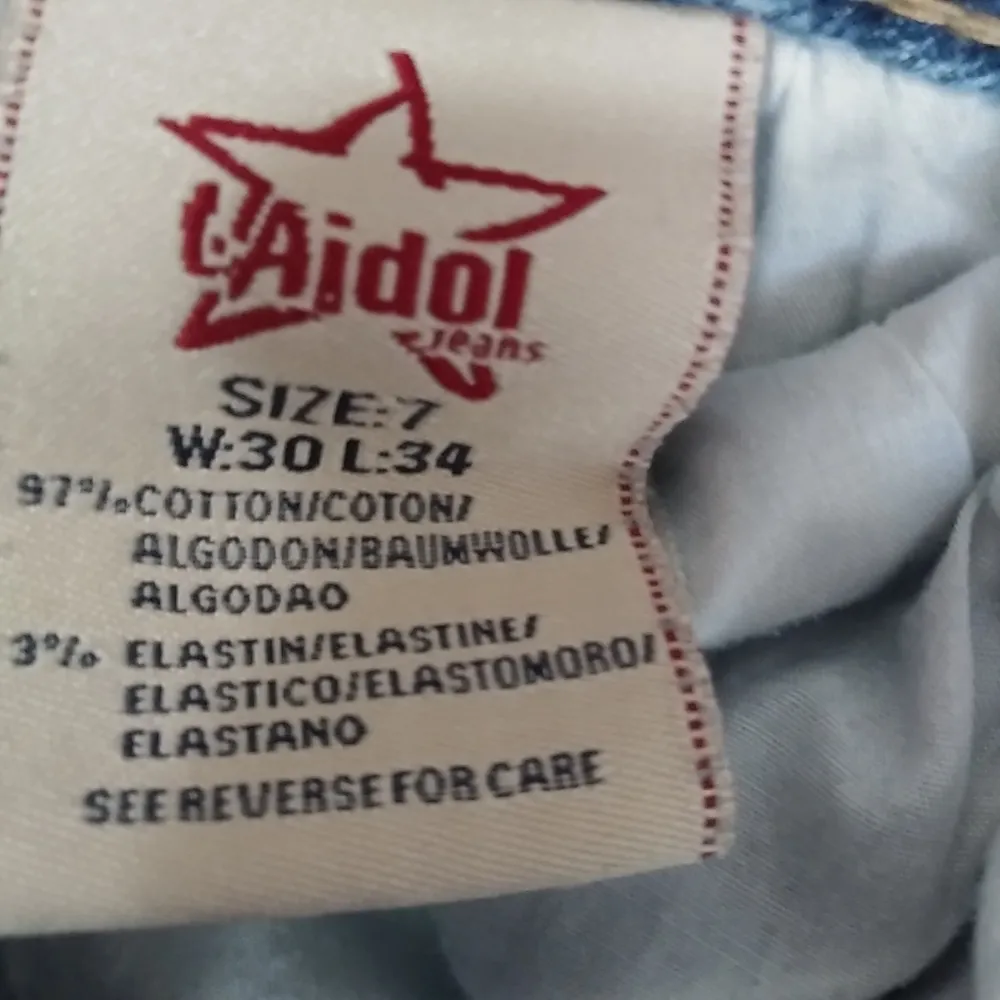 L'Aidol
Jeans
SIZE:7
W:30 L:34
97% COTTON/COTON/
ALGODON/BAUMWOLLE/
ALGODAO
3% ELASTIN/ELASTINE/
ELASTICO/ELASTOMORO/
ELASTANO
SEE REVERSE FOR CARE